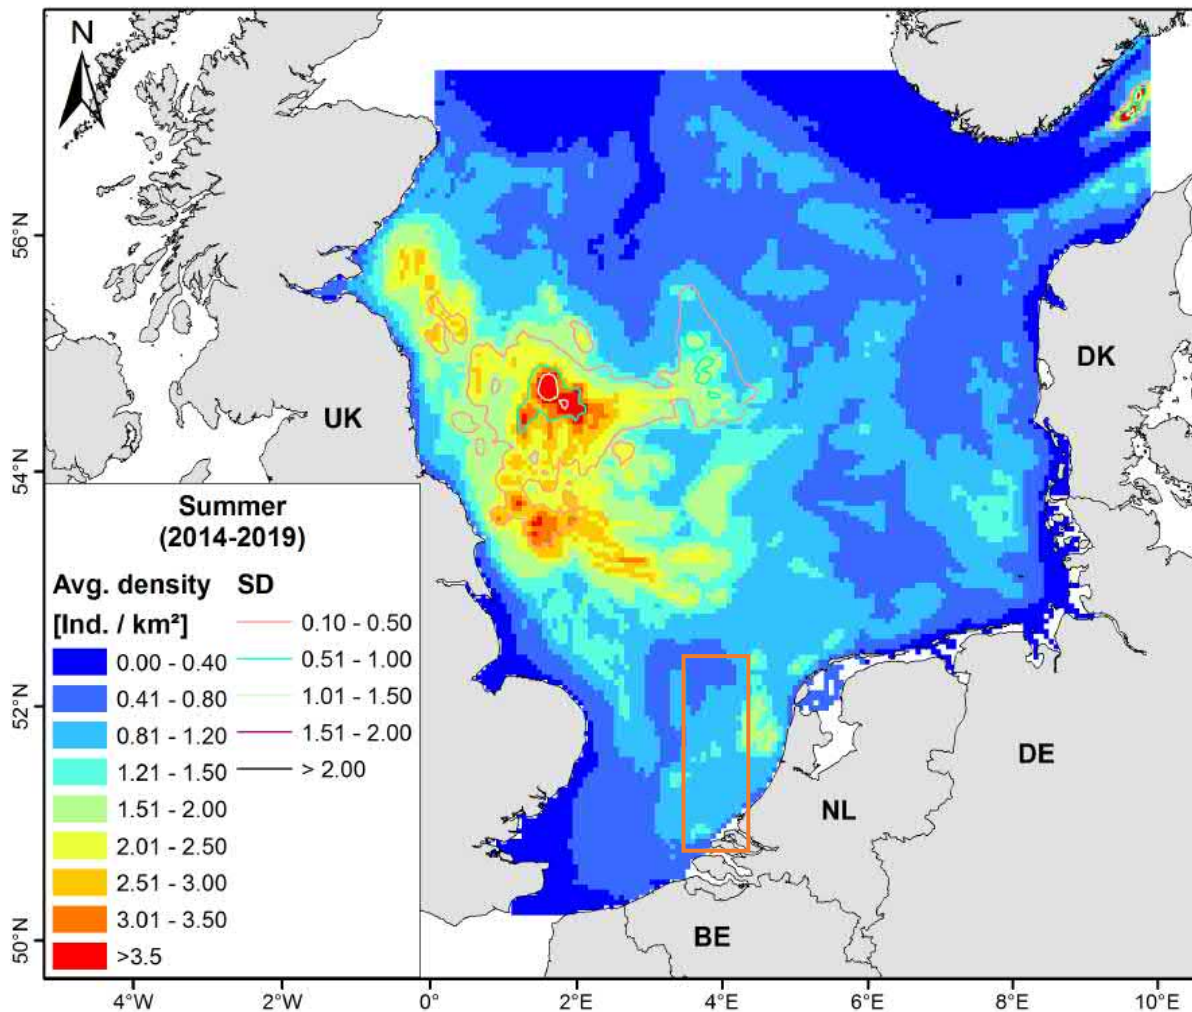 N
56°N
54°N
52°N
50°N
UK
DK
DE
NL
BE
Summer
(2014-2019)
Avg. density SD
[Ind. / km²]
0.10 - 0.50
0.00 - 0.40
0.51 - 1.00
0.41 - 0.80
1.01 - 1.50
0.81 - 1.20
1.51 - 2.00
1.21 - 1.50
> 2.00
1.51 - 2.00
2.01 - 2.50
2.51 - 3.00
3.01 - 3.50
>3.5
4°W 2°W 0° 2°E 4°E 6°E 8°E 10°E